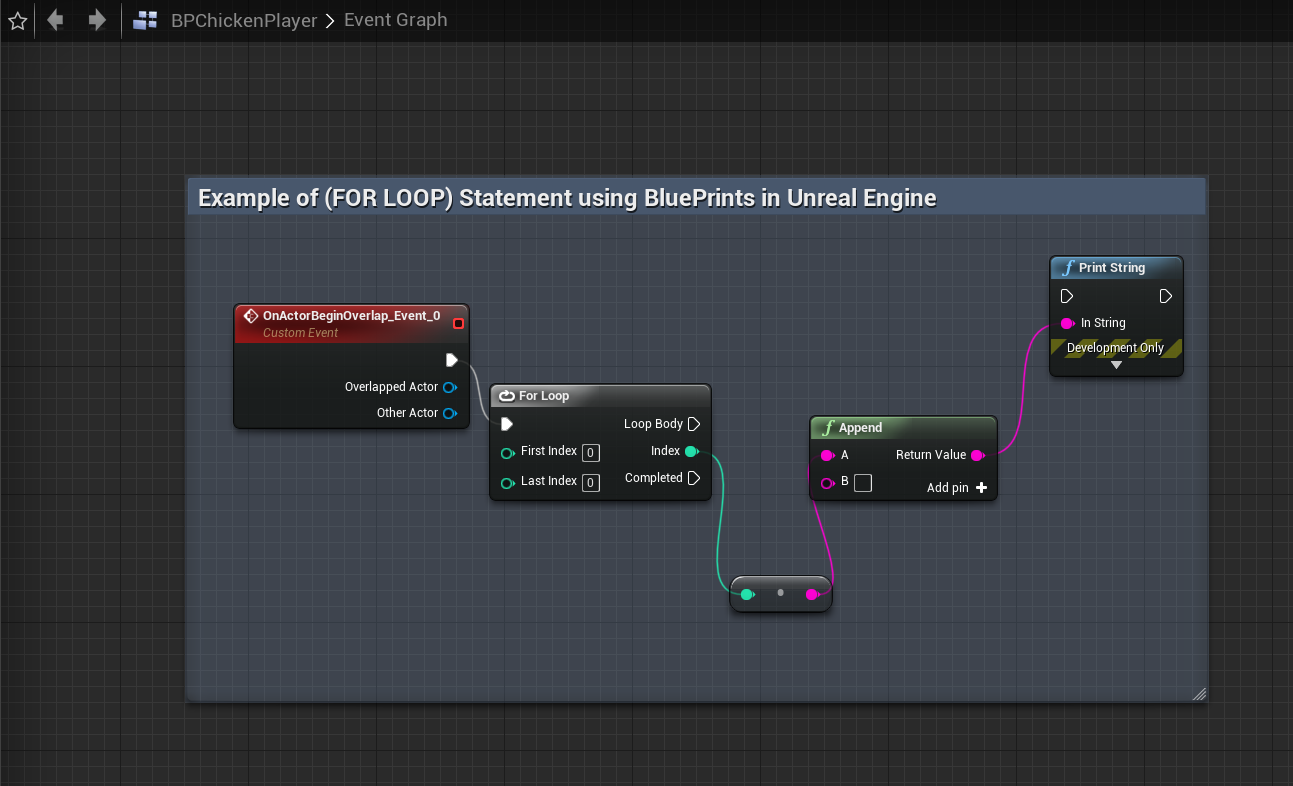 BPChickenPlayer > Event Graph
Example of (FOR LOOP) Statement using BluePrints in Unreal Engine
OnActorBeginOverlap_Event_0
Custom Event
Overlapped Actor
Other Actor
For Loop
Loop Body
First Index 0
Index
Last Index 0
Completed
f Append
A
Return Value
B
Add pin +
f Print String
In String
Development Only